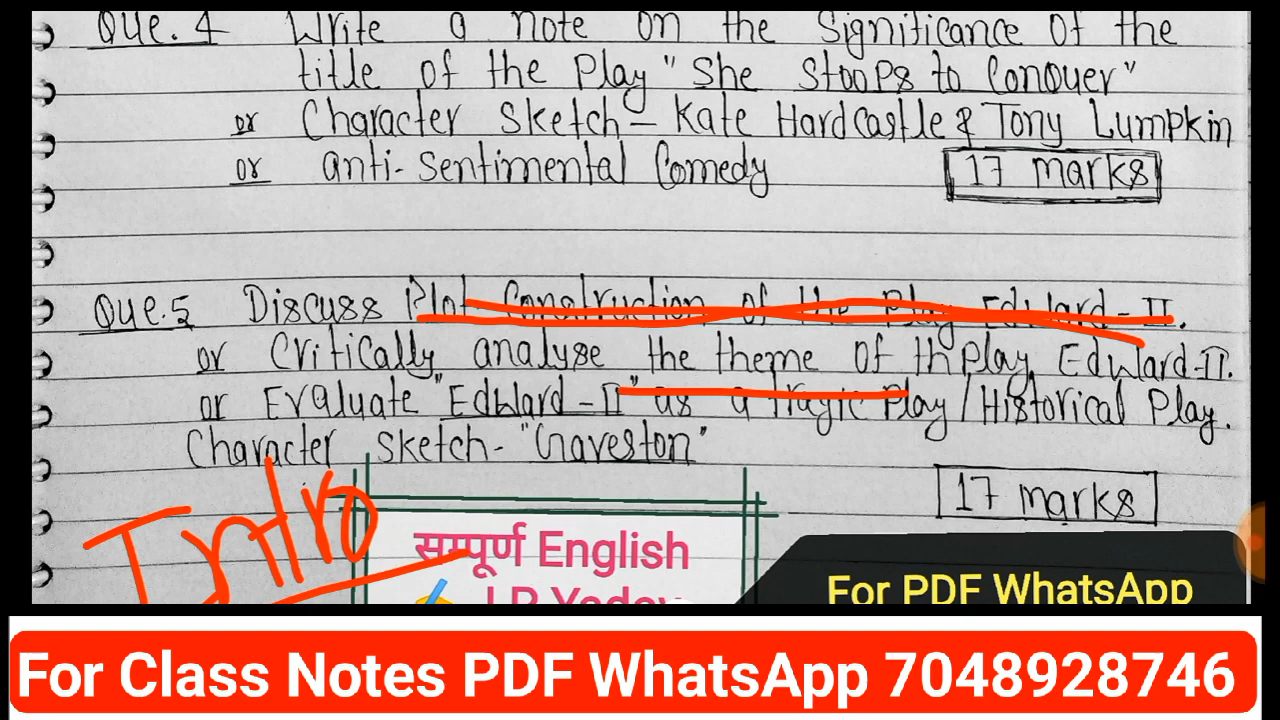 Que. 4 Write a note on the Significance of the
title of the Play "She Stoops to Conquer"
or Character Sketch - Kate Hardcastle & Tony Lumpkin
or anti-Sentimental Comedy 17 marks
Que.5 Discuss Plot Construction of the Play Edward-II.
or Critically analyse the theme of th Play Edward-II.
or Evaluate "Edward-II" as a Tragic Play/Historical Play.
Character Sketch- "Gaveston"
17 marks
Intro
सम्पूर्ण English
J.P. Yadav
For PDF WhatsApp
For Class Notes PDF WhatsApp 7048928746